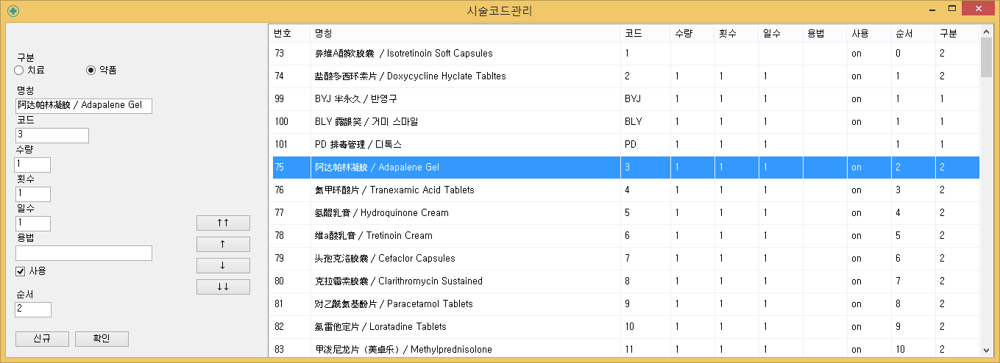 시술코드관리
구분
치료 약품
명칭
阿达帕林凝胶 / Adapalene Gel
코드
3
수량
1
횟수
1
일수
1
용법
사용
순서
2
↑↑
↑
↓
↓↓
신규 확인
번호 명칭 코드 수량 횟수 일수 용법 사용 순서 구분
73 异维A酸软胶囊 / Isotretinoin Soft Capsules 1 on 0 2
74 盐酸多西环素片 / Doxycycline Hyclate Tabltes 2 1 1 1 on 1 2
99 BYJ 半永久 / 반영구 BYJ 1 1 1 on 1 1
100 BLY 露龈笑 / 거미 스마일 BLY 1 1 1 on 1 1
101 PD 排毒管理 / 디톡스 PD 1 1 1 1 1
75 阿达帕林凝胶 / Adapalene Gel 3 1 1 1 on 2 2
76 氨甲环酸片 / Tranexamic Acid Tablets 4 1 1 1 on 3 2
77 氢醌乳膏 / Hydroquinone Cream 5 1 1 1 on 4 2
78 维a酸乳膏 / Tretinoin Cream 6 1 1 1 on 5 2
79 头孢克洛胶囊 / Cefaclor Capsules 7 1 1 1 on 6 2
80 克拉霉素胶囊 / Clarithromycin Sustained 8 1 1 1 on 7 2
81 对乙酰氨基酚片 / Paracetamol Tablets 9 1 1 1 on 8 2
82 氯雷他定片 / Loratadine Tablets 10 1 1 1 on 9 2
83 甲泼尼龙片（美卓乐）/ Methylprednisolone 11 1 1 1 on 10 2